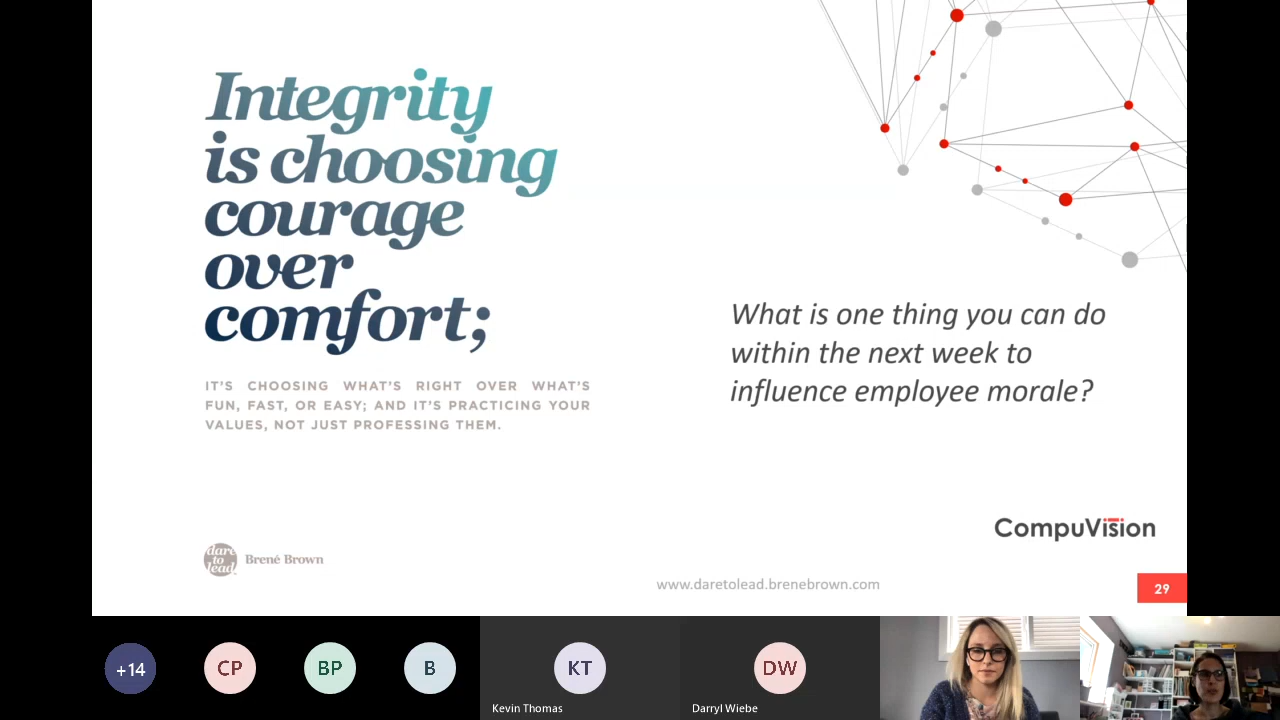 Integrity
is choosing
courage
over
comfort;
IT'S CHOOSING WHAT'S RIGHT OVER WHAT'S
FUN, FAST, OR EASY; AND IT'S PRACTICING YOUR
VALUES, NOT JUST PROFESSING THEM.
What is one thing you can do
within the next week to
influence employee morale?
CompuVision
dare
to
lead
Brené Brown
www.daretolead.brenebrown.com
29
+14
CP
BP
B
KT
DW
Kevin Thomas
Darryl Wiebe